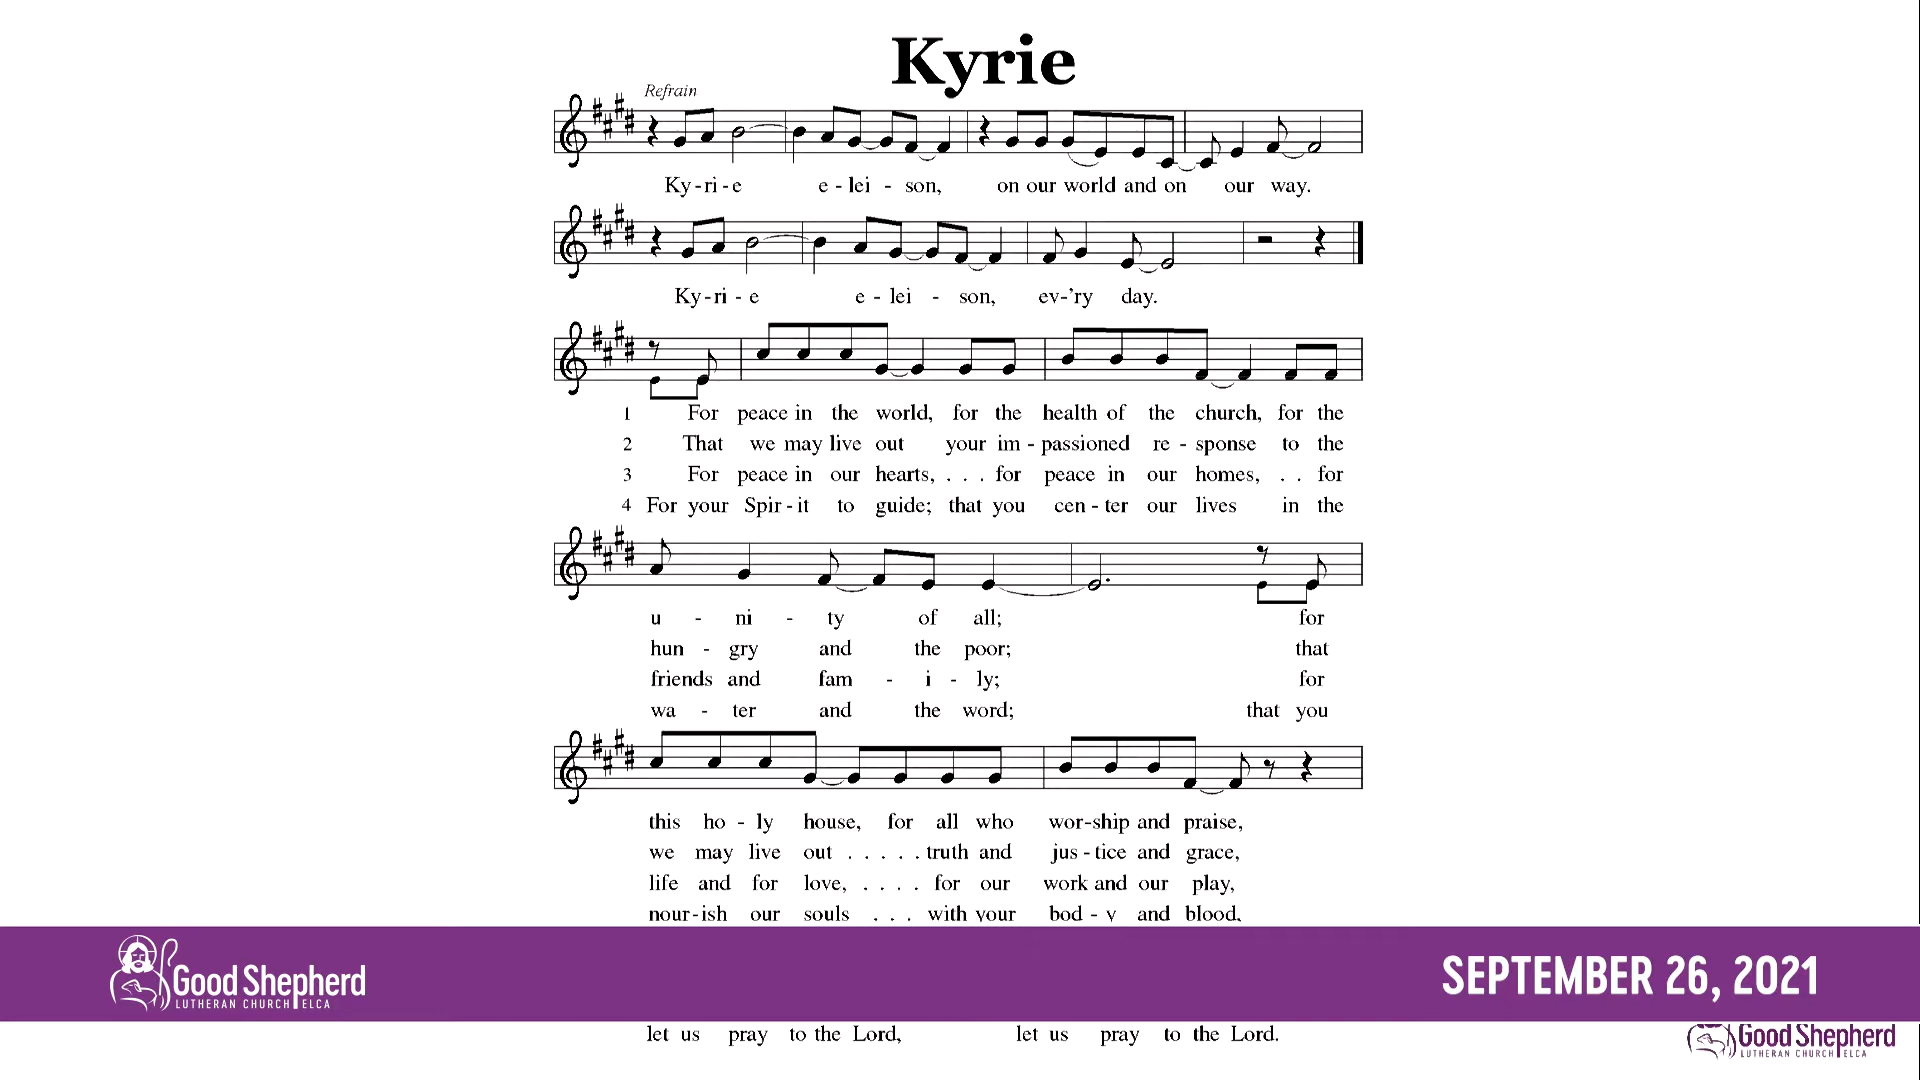 Kyrie
Refrain
Ky-ri-e e-lei-son, on our world and on our way.
Ky-ri-e e-lei-son, ev-'ry day.
1 For peace in the world, for the health of the church, for the
2 That we may live out your im-passioned re-sponse to the
3 For peace in our hearts, . . . for peace in our homes, . . for
4 For your Spir-it to guide; that you cen-ter our lives in the
u-ni-ty of all; for
hun-gry and the poor; that
friends and fam-i-ly; for
wa-ter and the word; that you
this ho-ly house, for all who wor-ship and praise,
we may live out . . . . . truth and jus-tice and grace,
life and for love, . . . . for our work and our play,
nour-ish our souls . . . with your bod-y and blood,
Good Shepherd
LUTHERAN CHURCH ELCA
SEPTEMBER 26, 2021
let us pray to the Lord, let us pray to the Lord.
Good Shepherd
LUTHERAN CHURCH ELCA